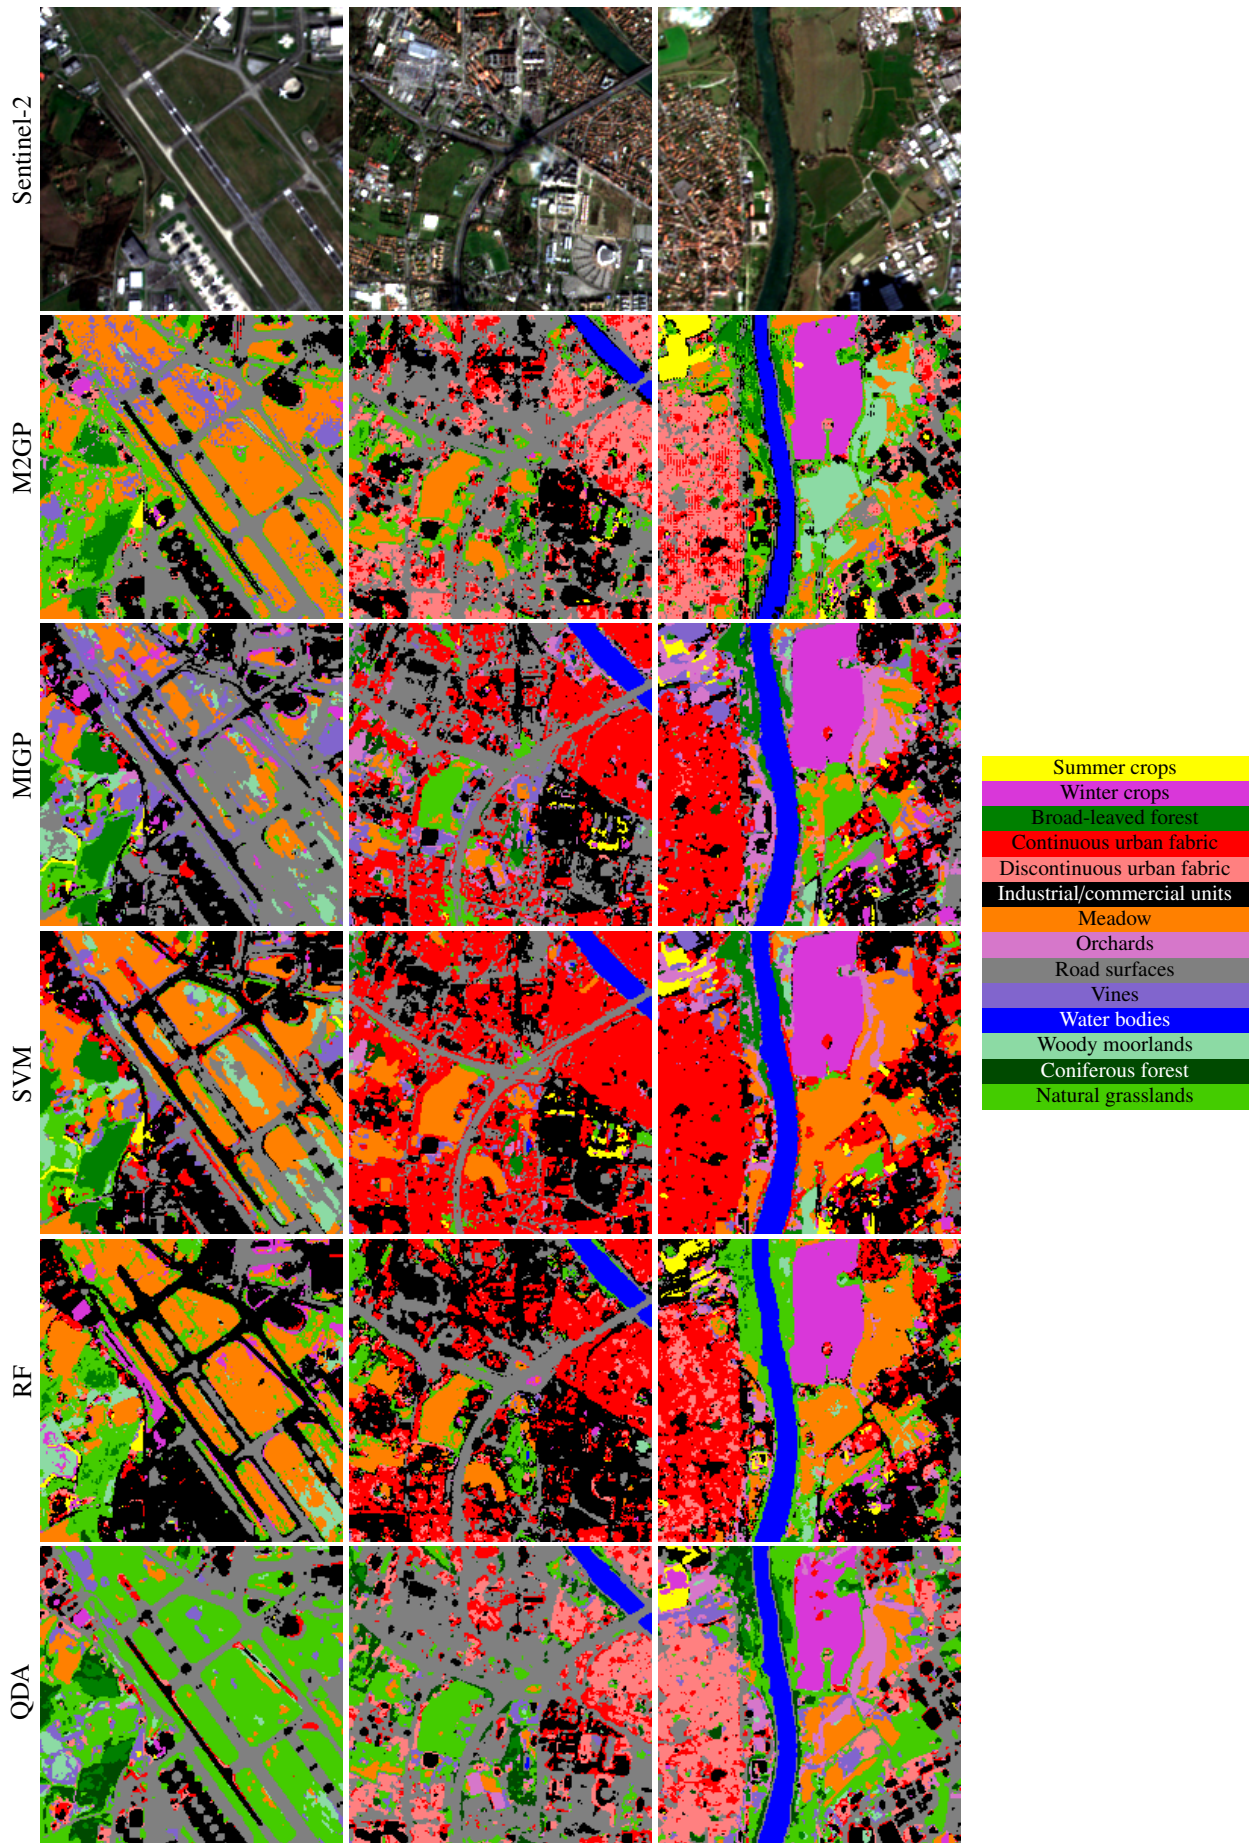 Sentinel-2
M2GP
MIGP
SVM
RF
QDA
Summer crops
Winter crops
Broad-leaved forest
Continuous urban fabric
Discontinuous urban fabric
Industrial/commercial units
Meadow
Orchards
Road surfaces
Vines
Water bodies
Woody moorlands
Coniferous forest
Natural grasslands